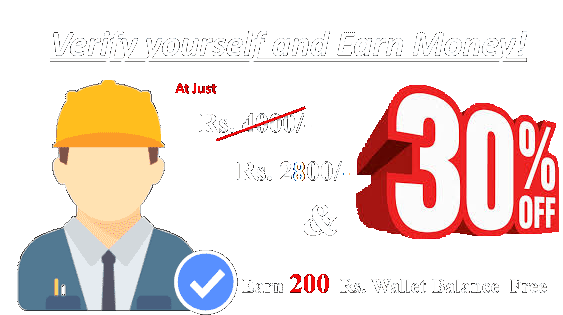 Verify yourself and Earn Money!
At Just
Rs. 4000/-
Rs. 2800/-
30% OFF
&
Earn 200 Rs. Wallet Balance Free